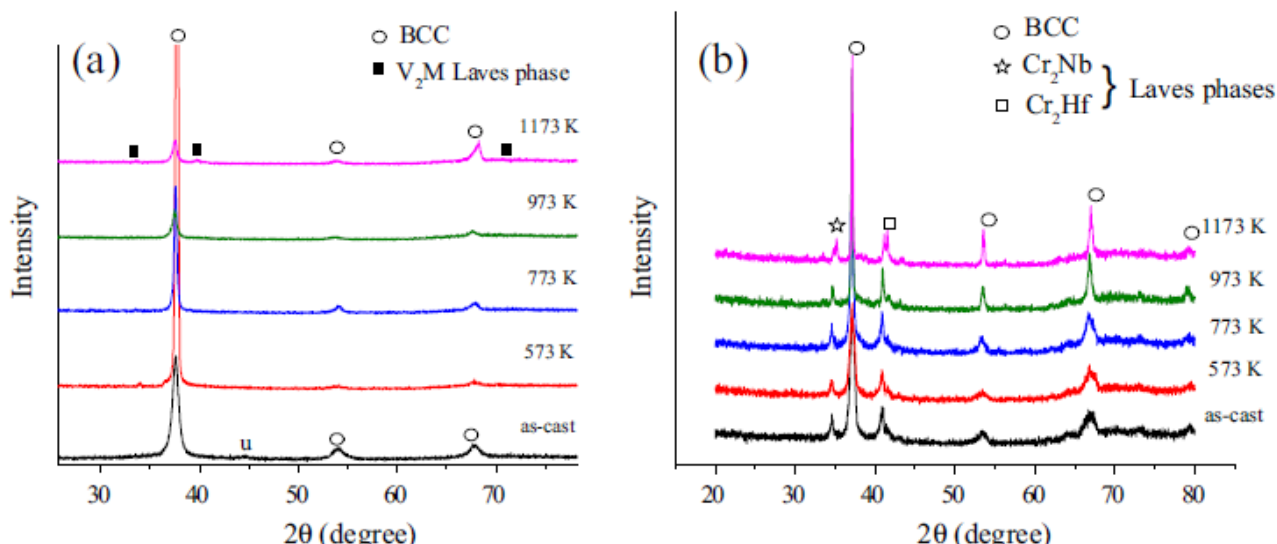 (a)
BCC
V₂M Laves phase
1173 K
973 K
773 K
573 K
as-cast
u
Intensity
30 40 50 60 70
2θ (degree)
(b)
BCC
Cr₂Nb
Cr₂Hf
} Laves phases
1173 K
973 K
773 K
573 K
as-cast
Intensity
20 30 40 50 60 70 80
2θ (degree)